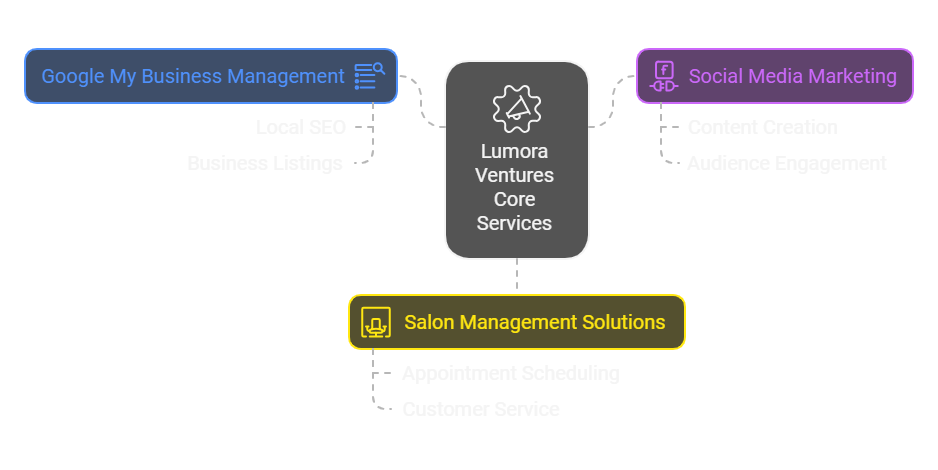 Google My Business Management
Local SEO
Business Listings
Lumora
Ventures
Core
Services
Social Media Marketing
Content Creation
Audience Engagement
Salon Management Solutions
Appointment Scheduling
Customer Service